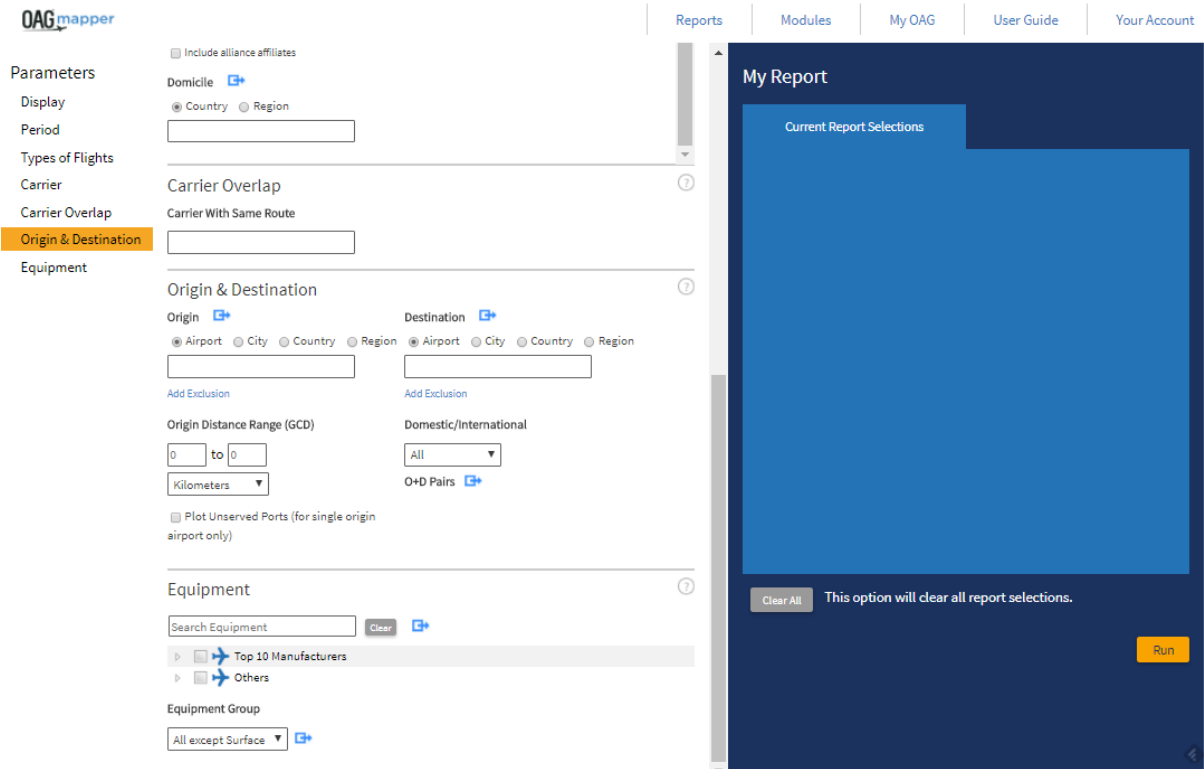 OAG mapper
Reports Modules My OAG User Guide Your Account
Parameters
Display
Period
Types of Flights
Carrier
Carrier Overlap
Origin & Destination
Equipment
Include alliance affiliates
Domicile
Country Region
Carrier Overlap ?
Carrier With Same Route
Origin & Destination ?
Origin Destination
Airport City Country Region Airport City Country Region
Add Exclusion Add Exclusion
Origin Distance Range (GCD) Domestic/International
0 to 0 All
Kilometers O+D Pairs
Plot Unserved Ports (for single origin
airport only)
Equipment ?
Search Equipment Clear
Top 10 Manufacturers
Others
Equipment Group
All except Surface
My Report
Current Report Selections
Clear All This option will clear all report selections.
Run